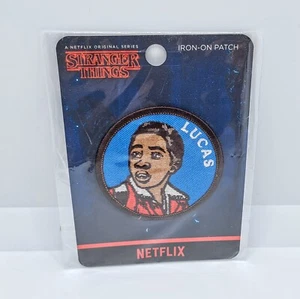 A NETFLIX ORIGINAL SERIES
STRANGER
THINGS
IRON-ON PATCH
LUCAS
NETFLIX